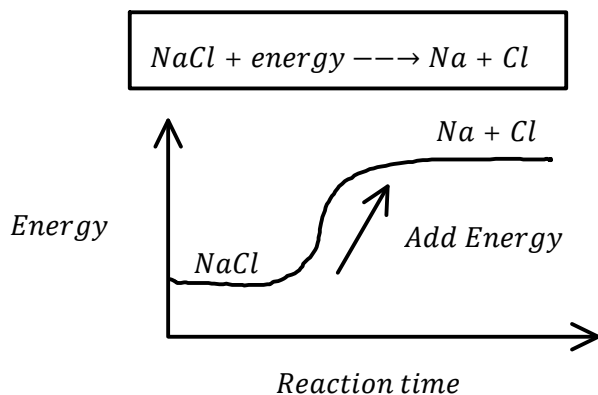 NaCl + energy ---→ Na + Cl
Na + Cl
Energy
Add Energy
NaCl
Reaction time